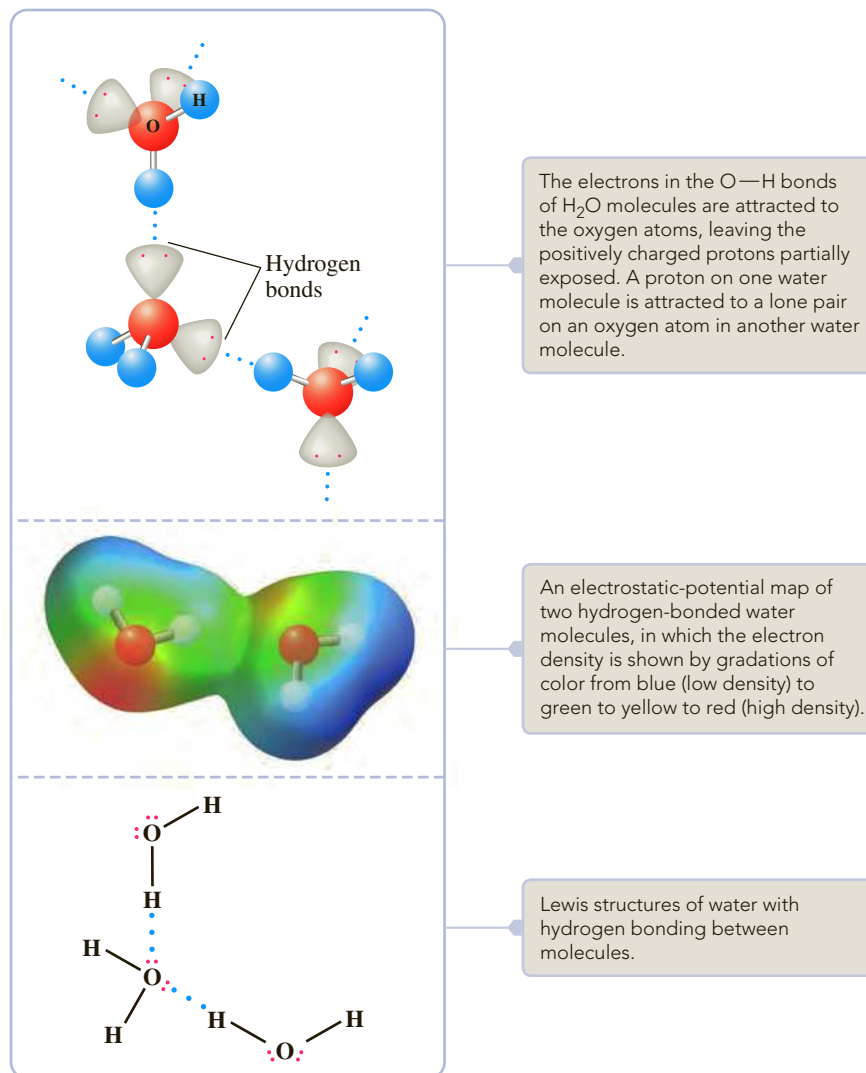 H
O
Hydrogen
bonds
The electrons in the O—H bonds
of H₂O molecules are attracted to
the oxygen atoms, leaving the
positively charged protons partially
exposed. A proton on one water
molecule is attracted to a lone pair
on an oxygen atom in another water
molecule.
An electrostatic-potential map of
two hydrogen-bonded water
molecules, in which the electron
density is shown by gradations of
color from blue (low density) to
green to yellow to red (high density).
H
O
H
H
O
H
H
H
O
Lewis structures of water with
hydrogen bonding between
molecules.